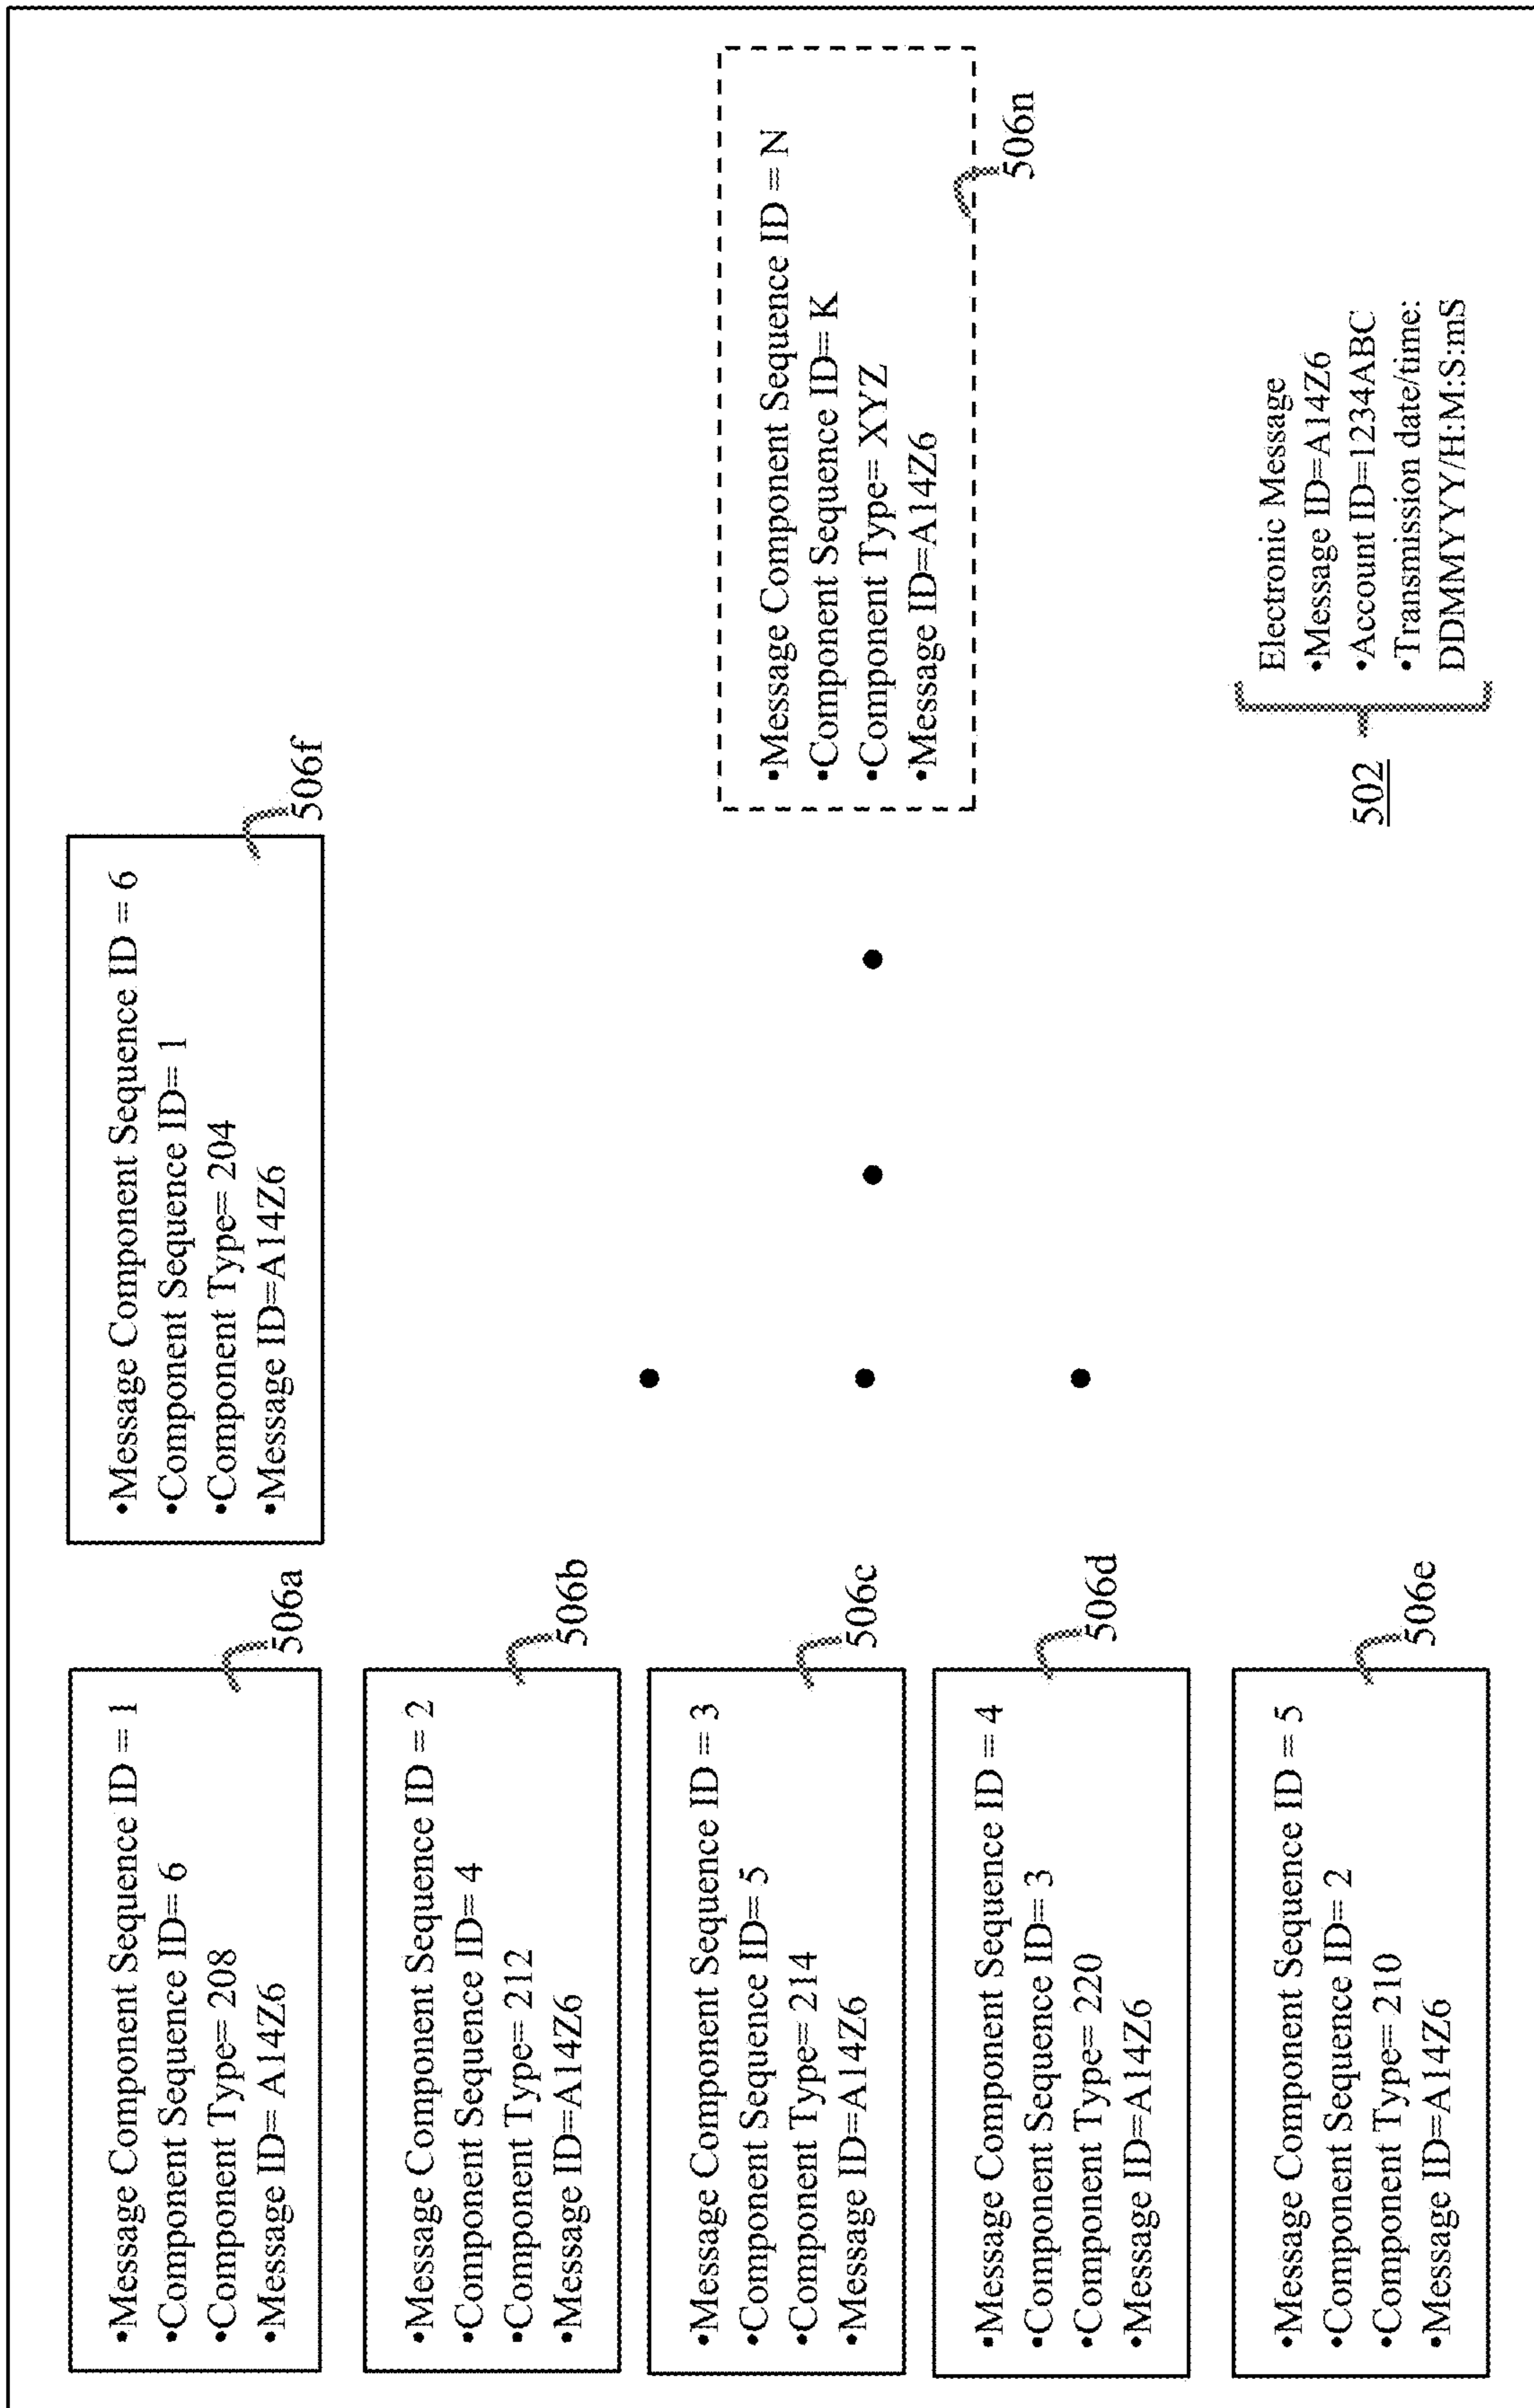 •Message Component Sequence ID = 1
•Component Sequence ID= 6
•Component Type= 208
•Message ID= A14Z6
506a
•Message Component Sequence ID = 2
•Component Sequence ID= 4
•Component Type= 212
•Message ID=A14Z6
506b
•Message Component Sequence ID = 3
•Component Sequence ID= 5
•Component Type= 214
•Message ID=A14Z6
506c
•Message Component Sequence ID = 4
•Component Sequence ID= 3
•Component Type= 220
•Message ID=A14Z6
506d
•Message Component Sequence ID = 5
•Component Sequence ID= 2
•Component Type= 210
•Message ID=A14Z6
506e
•Message Component Sequence ID = 6
•Component Sequence ID= 1
•Component Type= 204
•Message ID=A14Z6
506f
•Message Component Sequence ID = N
•Component Sequence ID= K
•Component Type= XYZ
•Message ID=A14Z6
506n
502
Electronic Message
•Message ID=A14Z6
•Account ID=1234ABC
•Transmission date/time:
DDMMYYY/H:M:S:mS